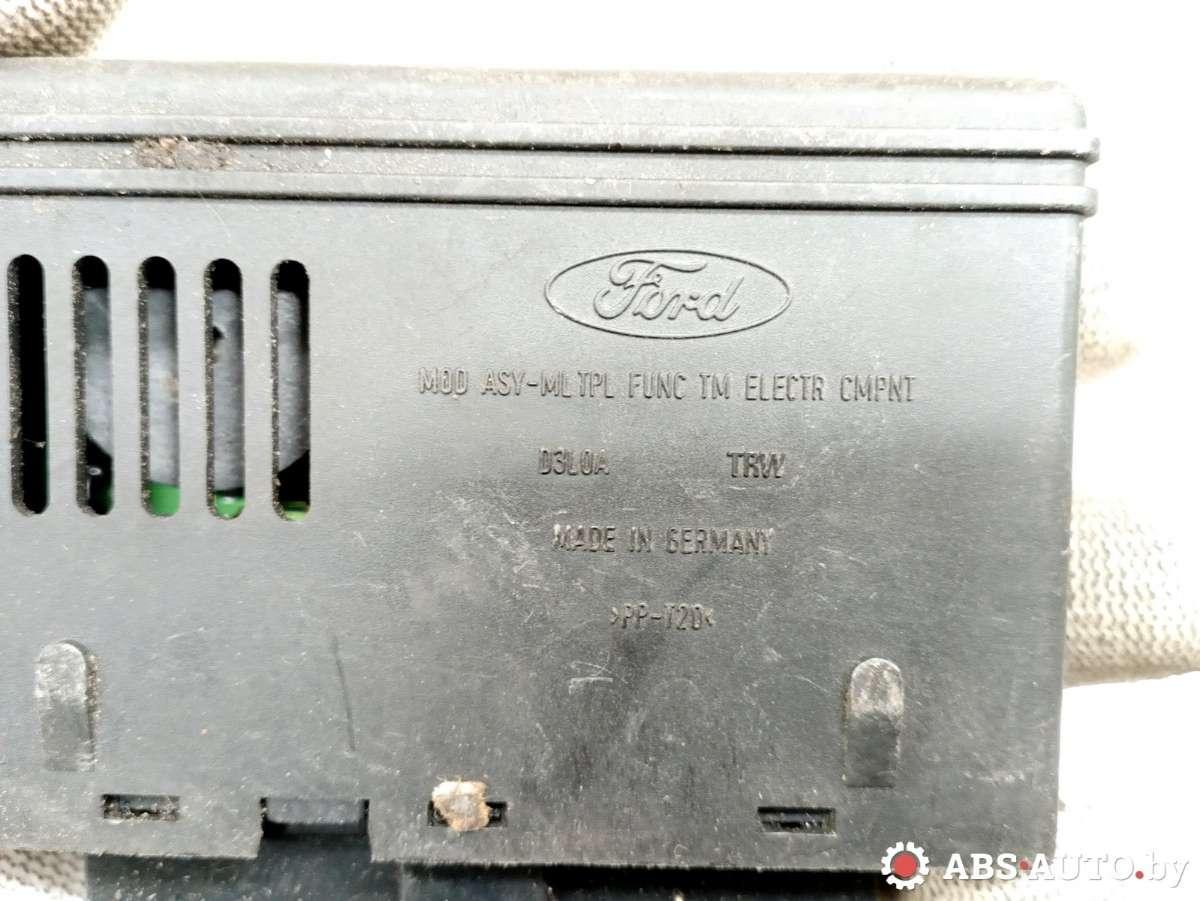 Ford
MOD ASY-MLTPL FUNC TM ELECTR CMPNT
D3L0A TRW
MADE IN GERMANY
>PP-T20<
ABS-AUTO.by